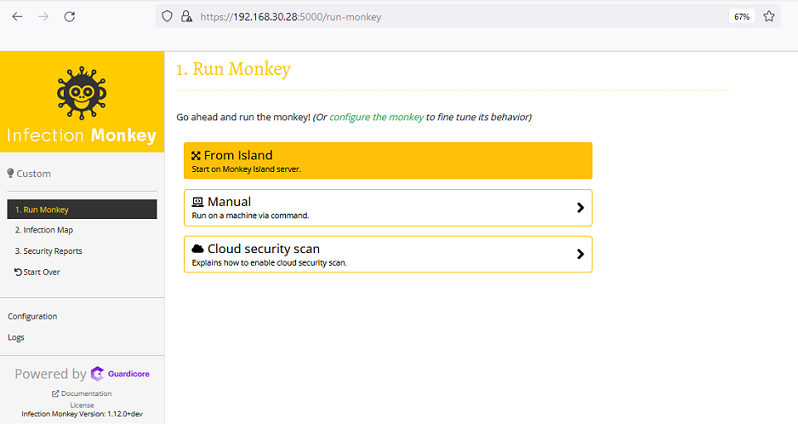 https://192.168.30.28:5000/run-monkey
67%
Infection Monkey
Custom
1. Run Monkey
2. Infection Map
3. Security Reports
Start Over
Configuration
Logs
Powered by Guardicore
Documentation
License
Infection Monkey Version: 1.12.0+dev
1. Run Monkey
Go ahead and run the monkey! (Or configure the monkey to fine tune its behavior)
From Island
Start on Monkey Island server.
Manual
Run on a machine via command.
Cloud security scan
Explains how to enable cloud security scan.